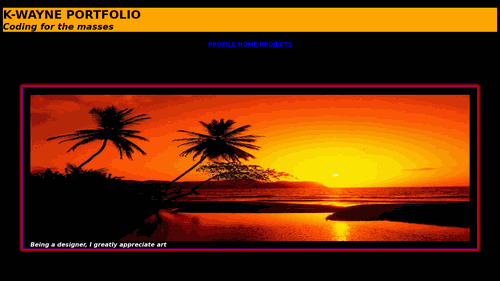 K-WAYNE PORTFOLIO
Coding for the masses
PROFILE HOME PROJECTS
Being a designer, I greatly appreciate art